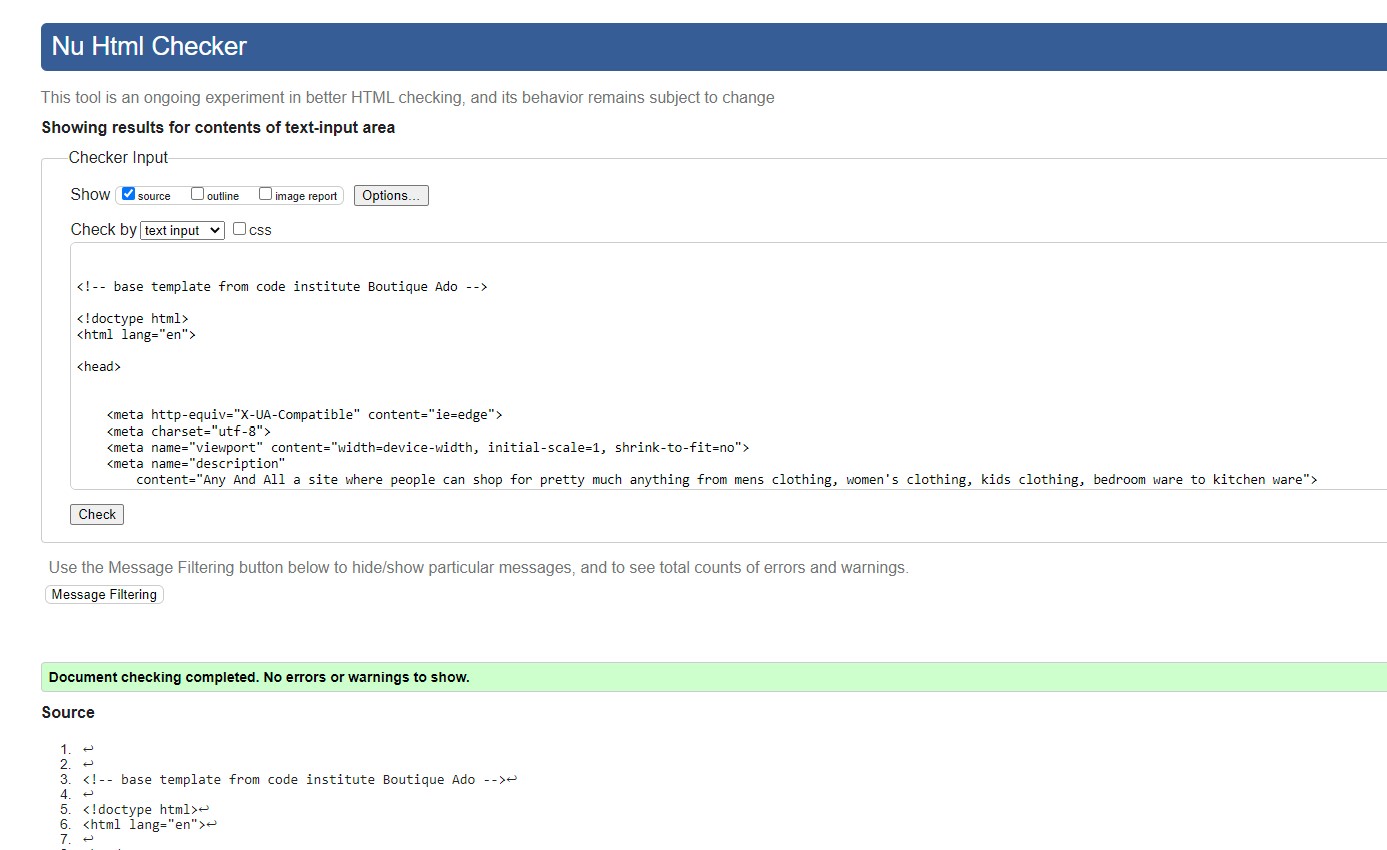 Nu Html Checker
This tool is an ongoing experiment in better HTML checking, and its behavior remains subject to change
Showing results for contents of text-input area
Checker Input
Show source outline image report Options...
Check by text input css
<!-- base template from code institute Boutique Ado -->
<!doctype html>
<html lang="en">
<head>
<meta http-equiv="X-UA-Compatible" content="ie=edge">
<meta charset="utf-8">
<meta name="viewport" content="width=device-width, initial-scale=1, shrink-to-fit=no">
<meta name="description"
content="Any And All a site where people can shop for pretty much anything from mens clothing, women's clothing, kids clothing, bedroom ware to kitchen ware">
Check
Use the Message Filtering button below to hide/show particular messages, and to see total counts of errors and warnings.
Message Filtering
Document checking completed. No errors or warnings to show.
Source
1. ↩
2. ↩
3. <!-- base template from code institute Boutique Ado -->↩
4. ↩
5. <!doctype html>↩
6. <html lang="en">↩
7. ↩